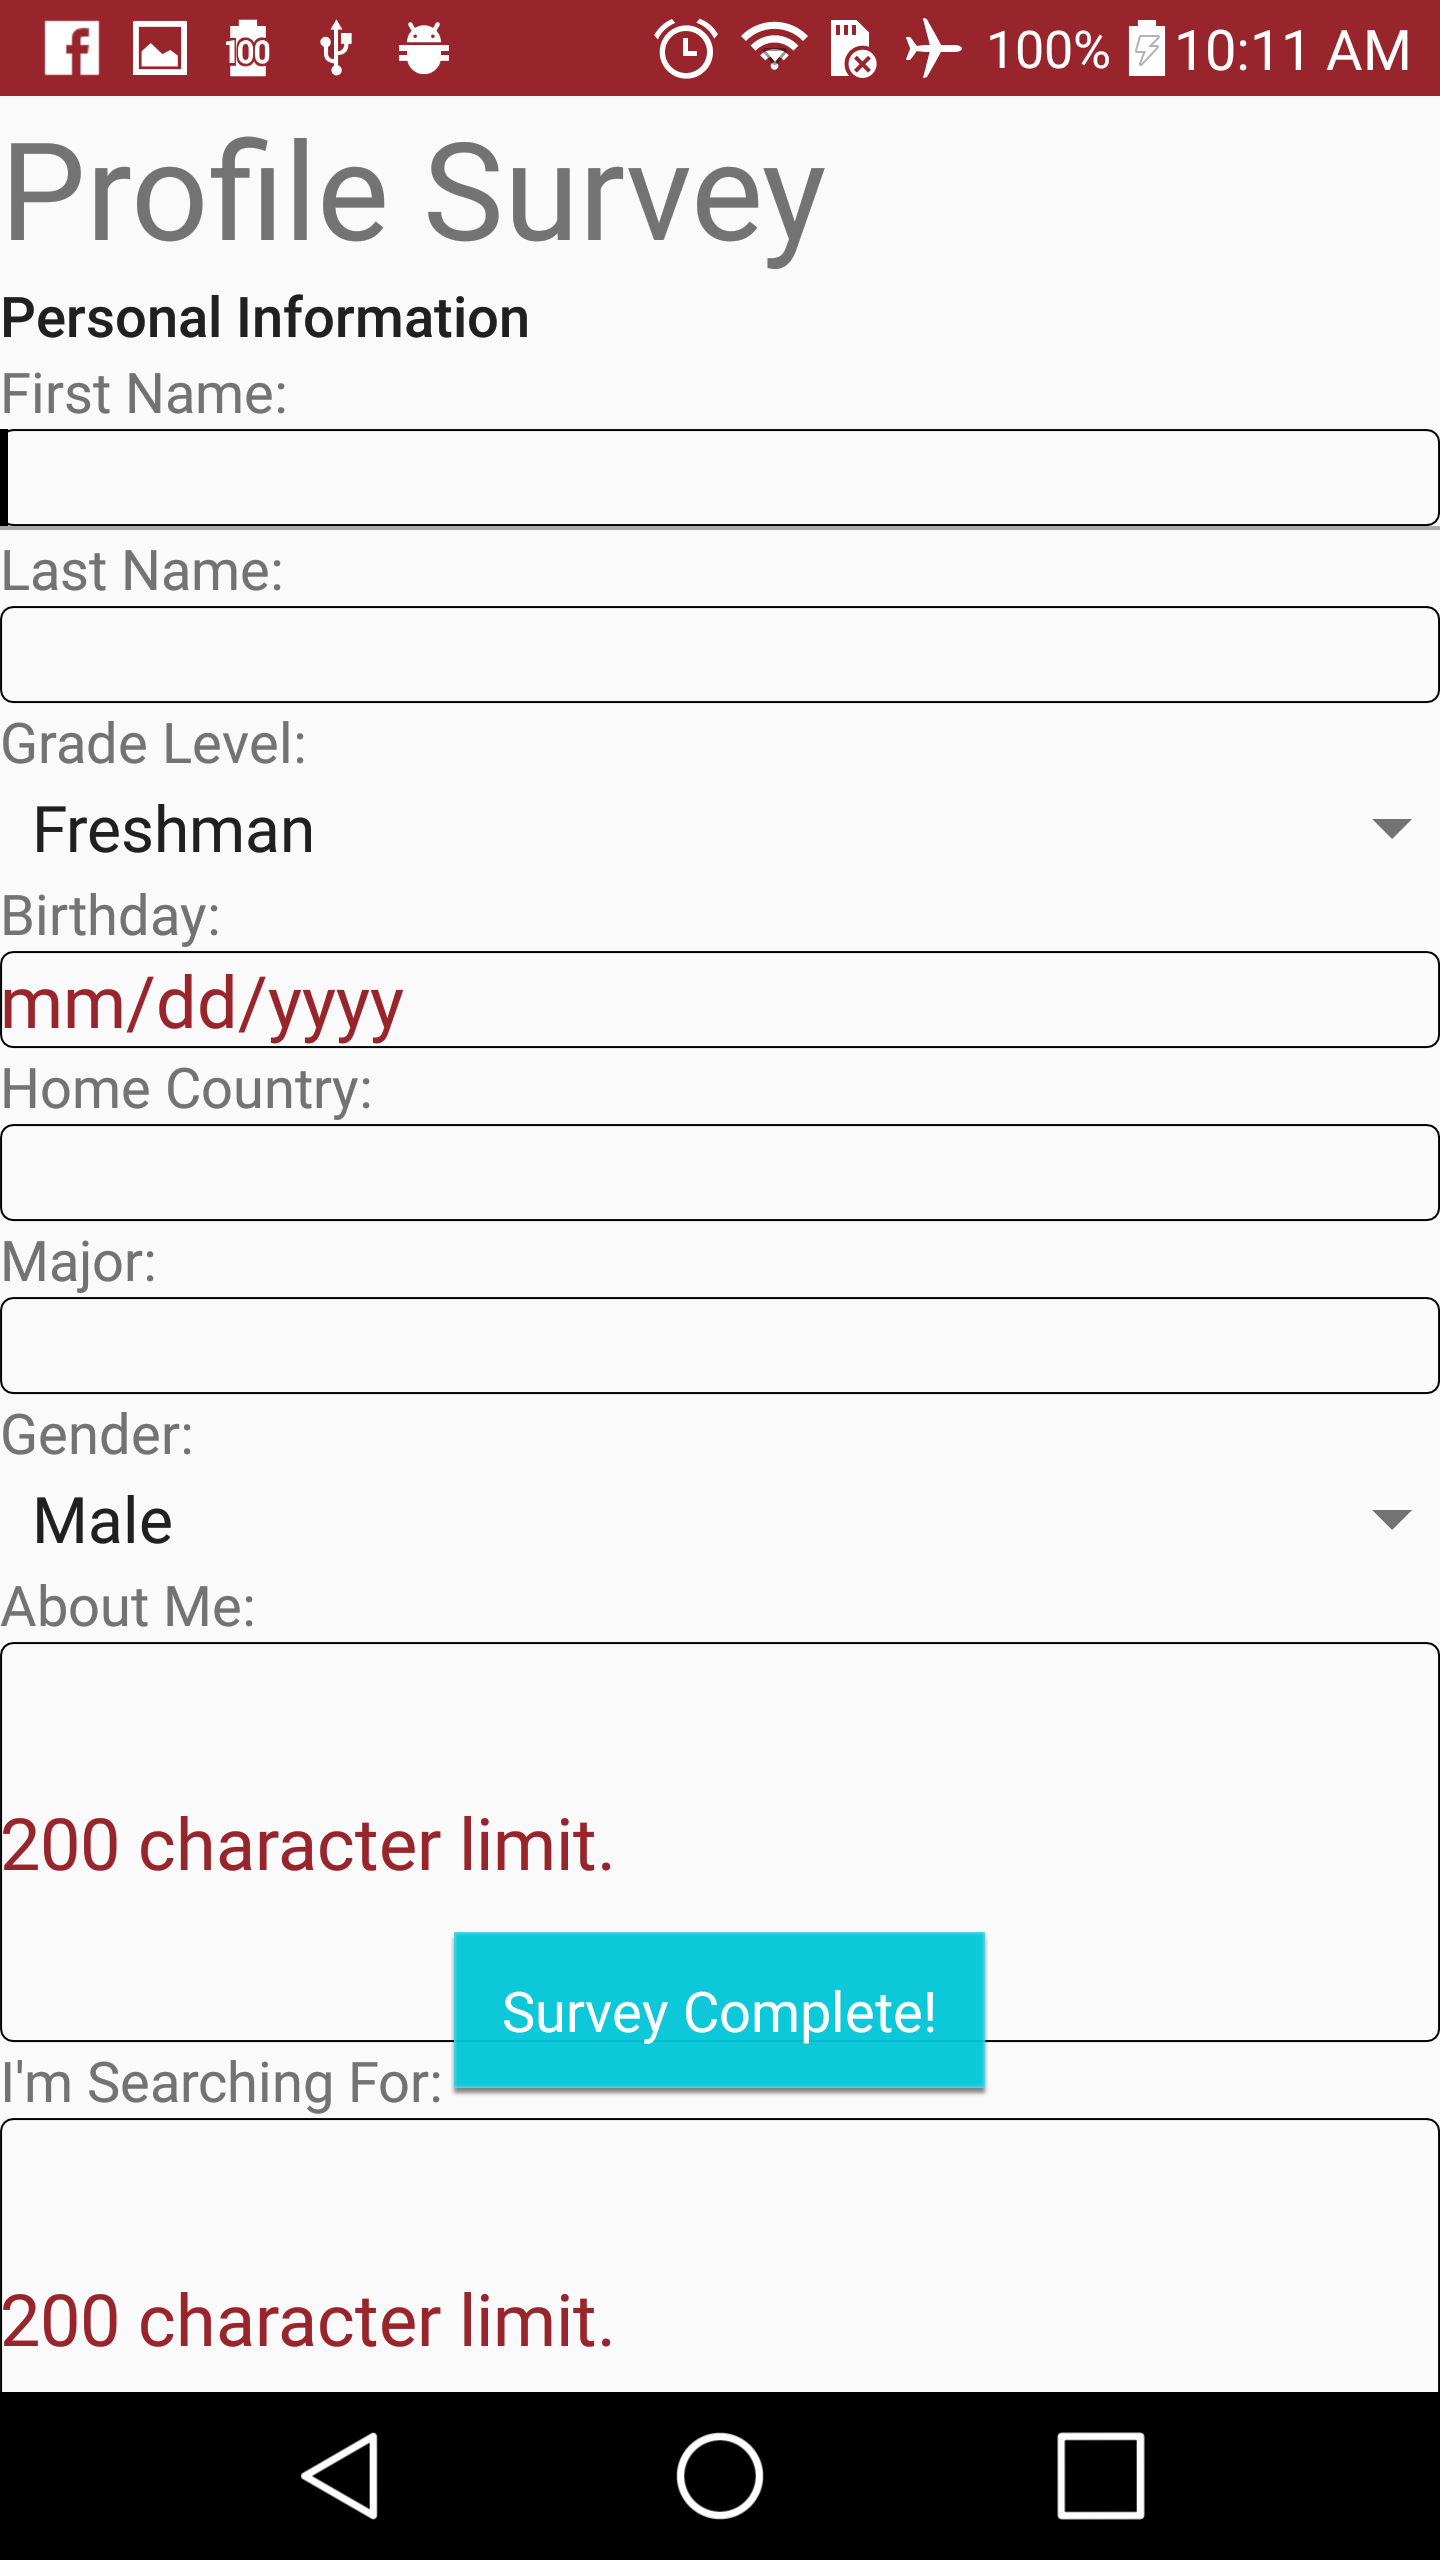 100 100% 10:11 AM
Profile Survey
Personal Information
First Name:
Last Name:
Grade Level:
Freshman
Birthday:
mm/dd/yyyy
Home Country:
Major:
Gender:
Male
About Me:
200 character limit.
Survey Complete!
I'm Searching For:
200 character limit.